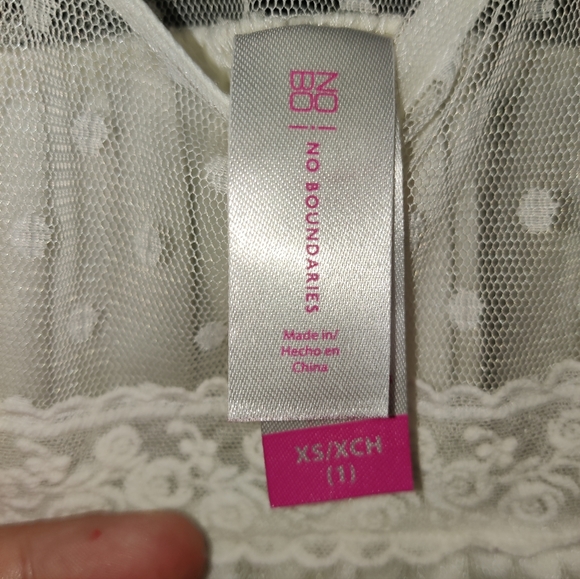 NO
BO
NO BOUNDARIES
Made in/
Hecho en
China
XS/XCH
(1)